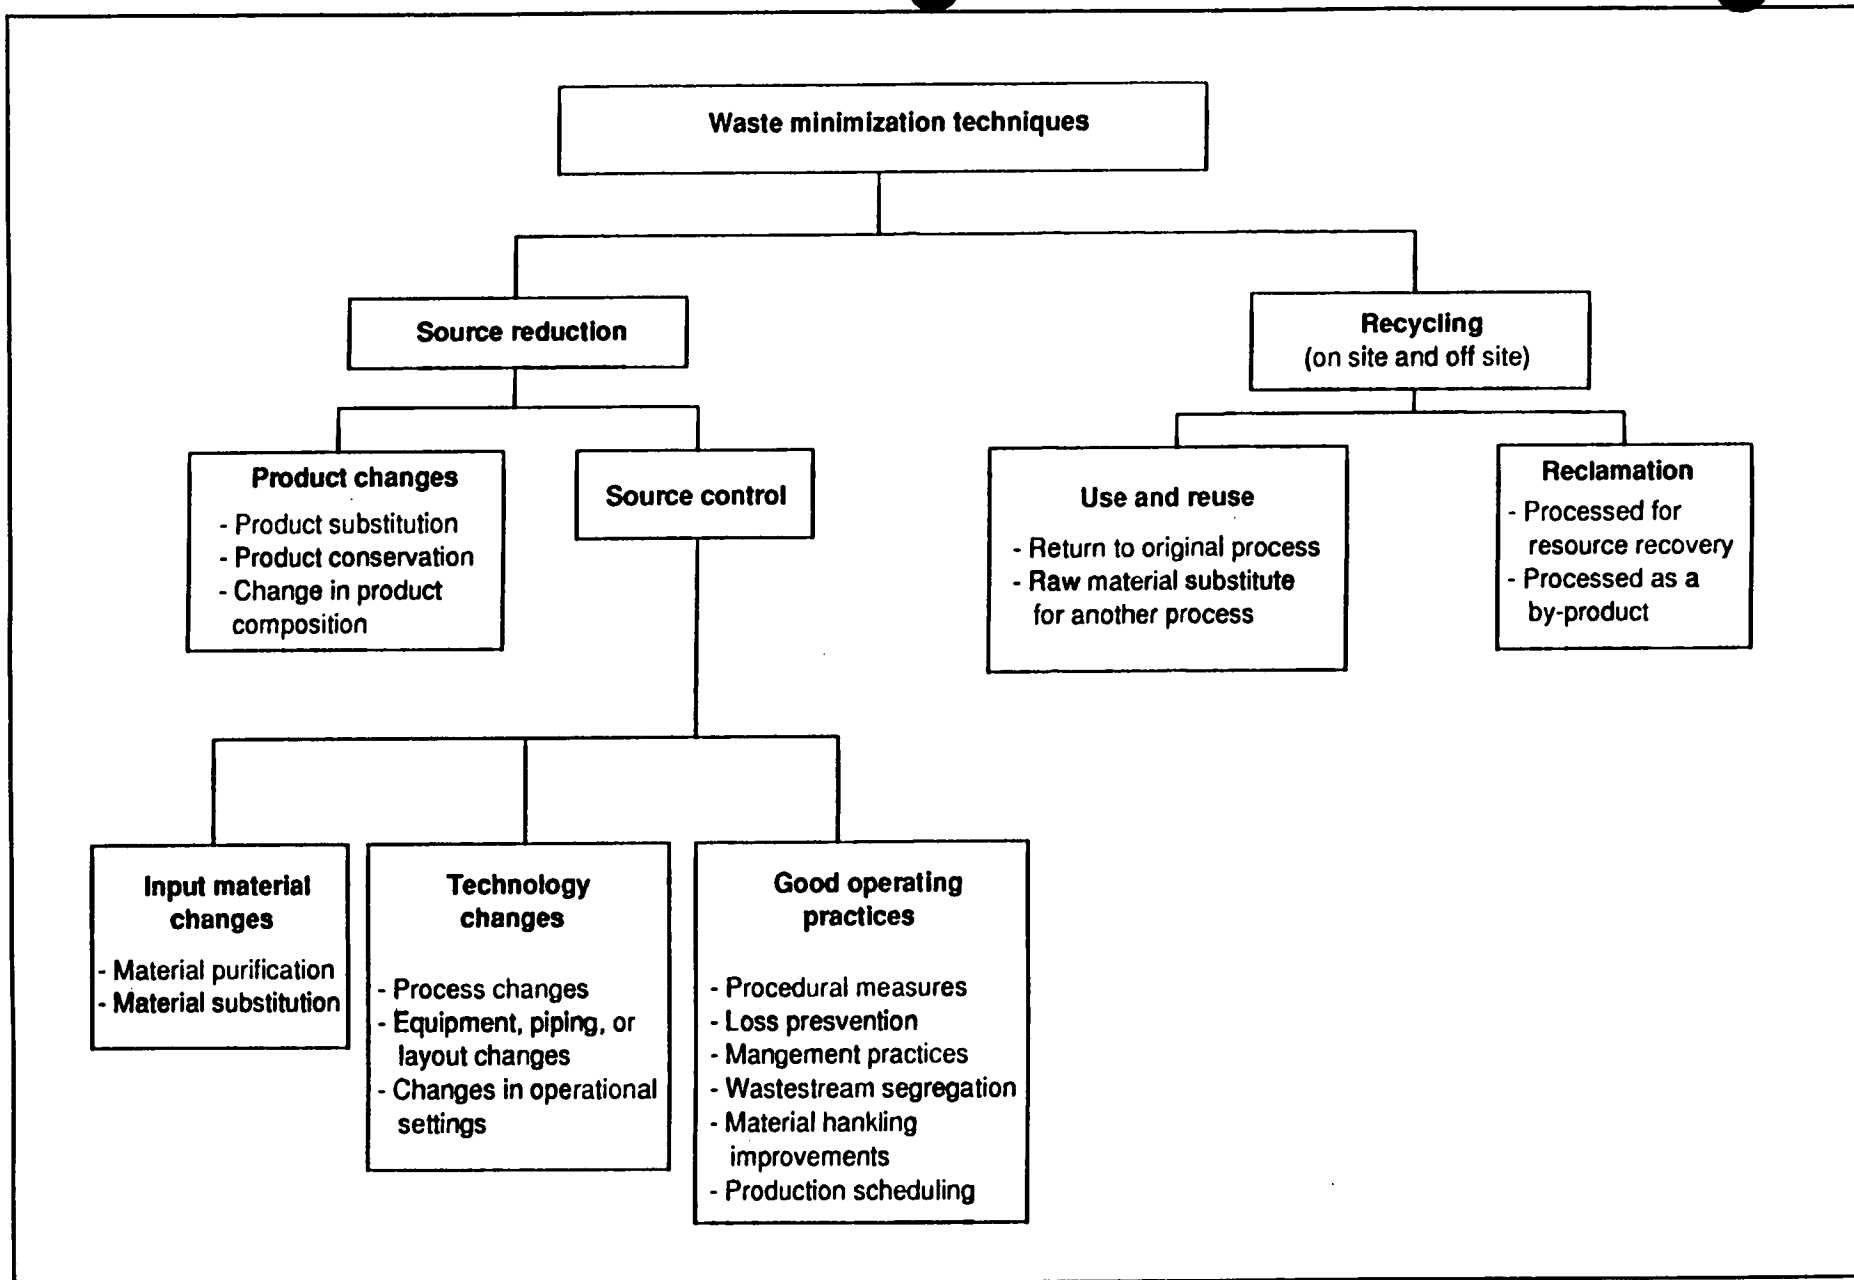 Waste minimization techniques
Source reduction
Recycling
(on site and off site)
Product changes
- Product substitution
- Product conservation
- Change in product
composition
Source control
Use and reuse
- Return to original process
- Raw material substitute
for another process
Reclamation
- Processed for
resource recovery
- Processed as a
by-product
Input material
changes
- Material purification
- Material substitution
Technology
changes
- Process changes
- Equipment, piping, or
layout changes
- Changes in operational
settings
Good operating
practices
- Procedural measures
- Loss presvention
- Mangement practices
- Wastestream segregation
- Material hankling
improvements
- Production scheduling